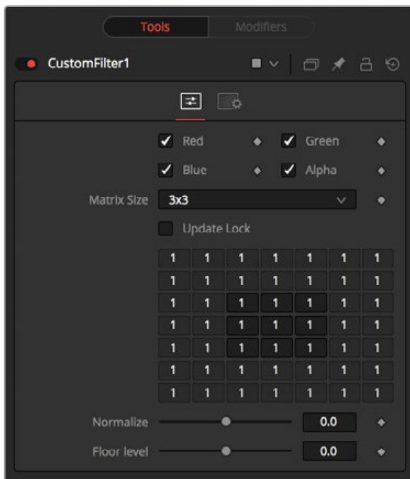 Tools Modifiers
CustomFilter1
Red Green
Blue Alpha
Matrix Size 3x3
Update Lock
1 1 1 1 1 1 1
1 1 1 1 1 1 1
1 1 1 1 1 1 1
1 1 1 1 1 1 1
1 1 1 1 1 1 1
1 1 1 1 1 1 1
1 1 1 1 1 1 1
Normalize 0.0
Floor level 0.0